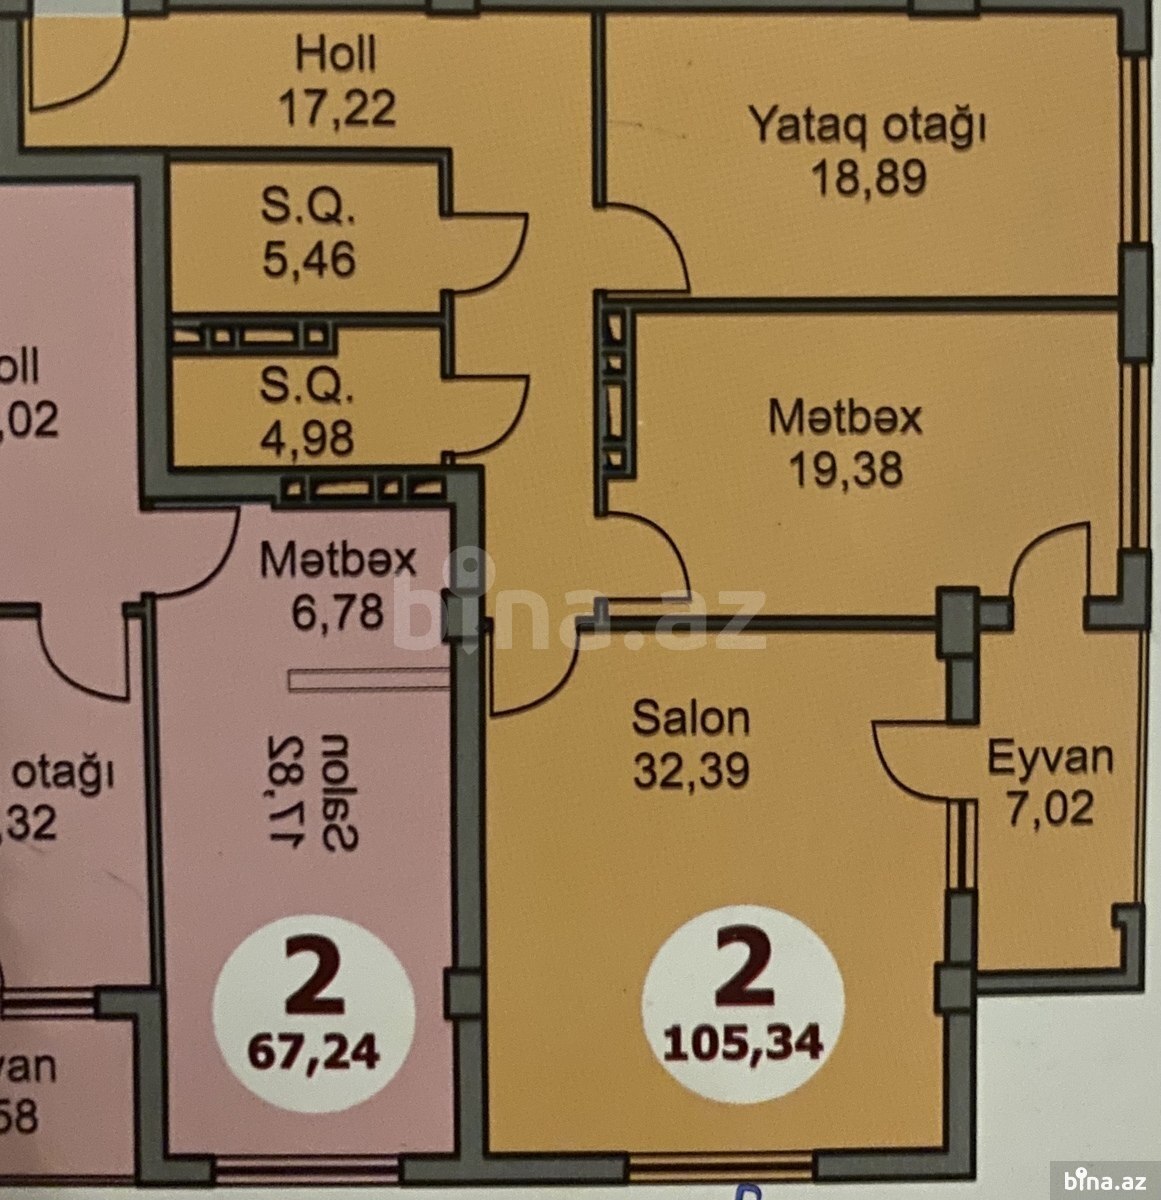 Holl
17,22
Yataq otağı
18,89
S.Q.
5,46
S.Q.
4,98
Mətbəx
19,38
oll
,02
Mətbəx
6,78
bina.az
Salon
17,82
Salon
32,39
Eyvan
7,02
otağı
,32
2
67,24
2
105,34
van
58
bina.az